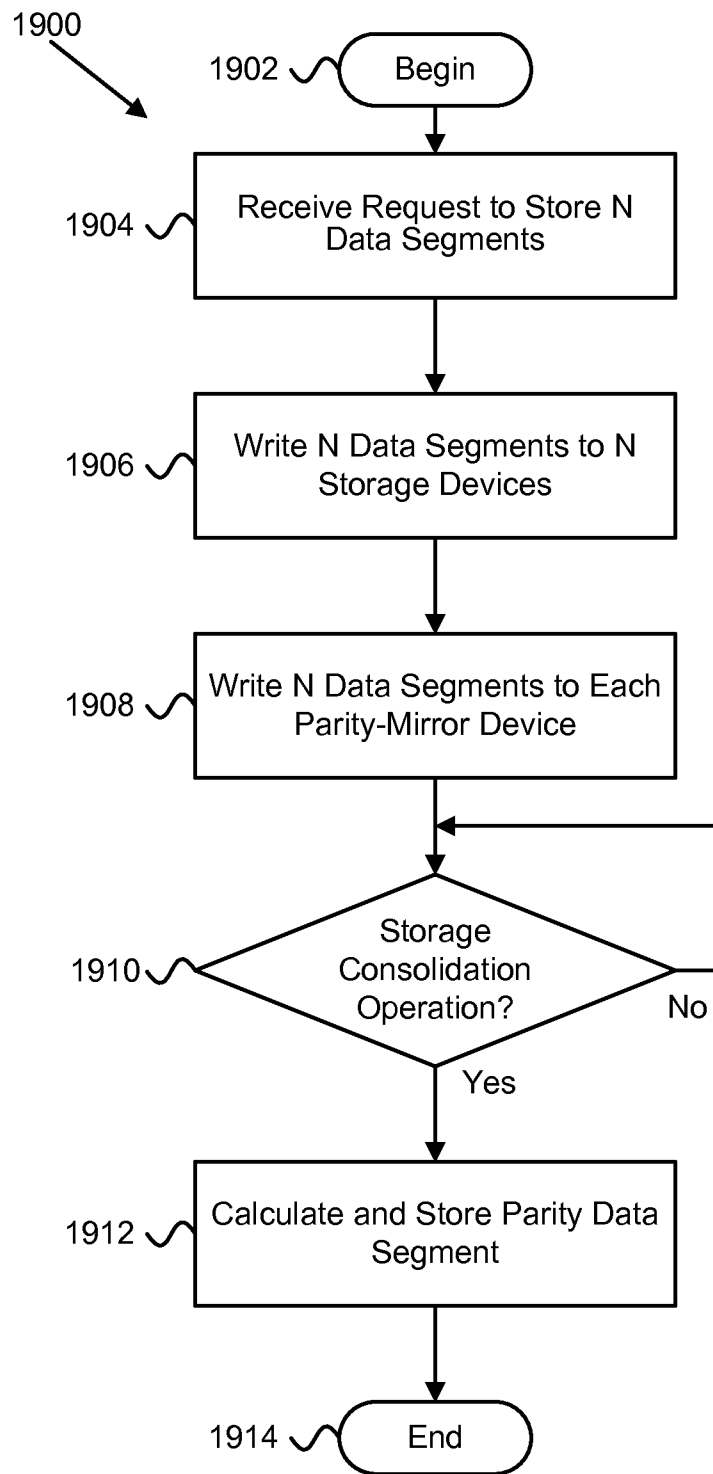 1900
1902
Begin
1904
Receive Request to Store N
Data Segments
1906
Write N Data Segments to N
Storage Devices
1908
Write N Data Segments to Each
Parity-Mirror Device
1910
Storage
Consolidation
Operation?
No
Yes
1912
Calculate and Store Parity Data
Segment
1914
End